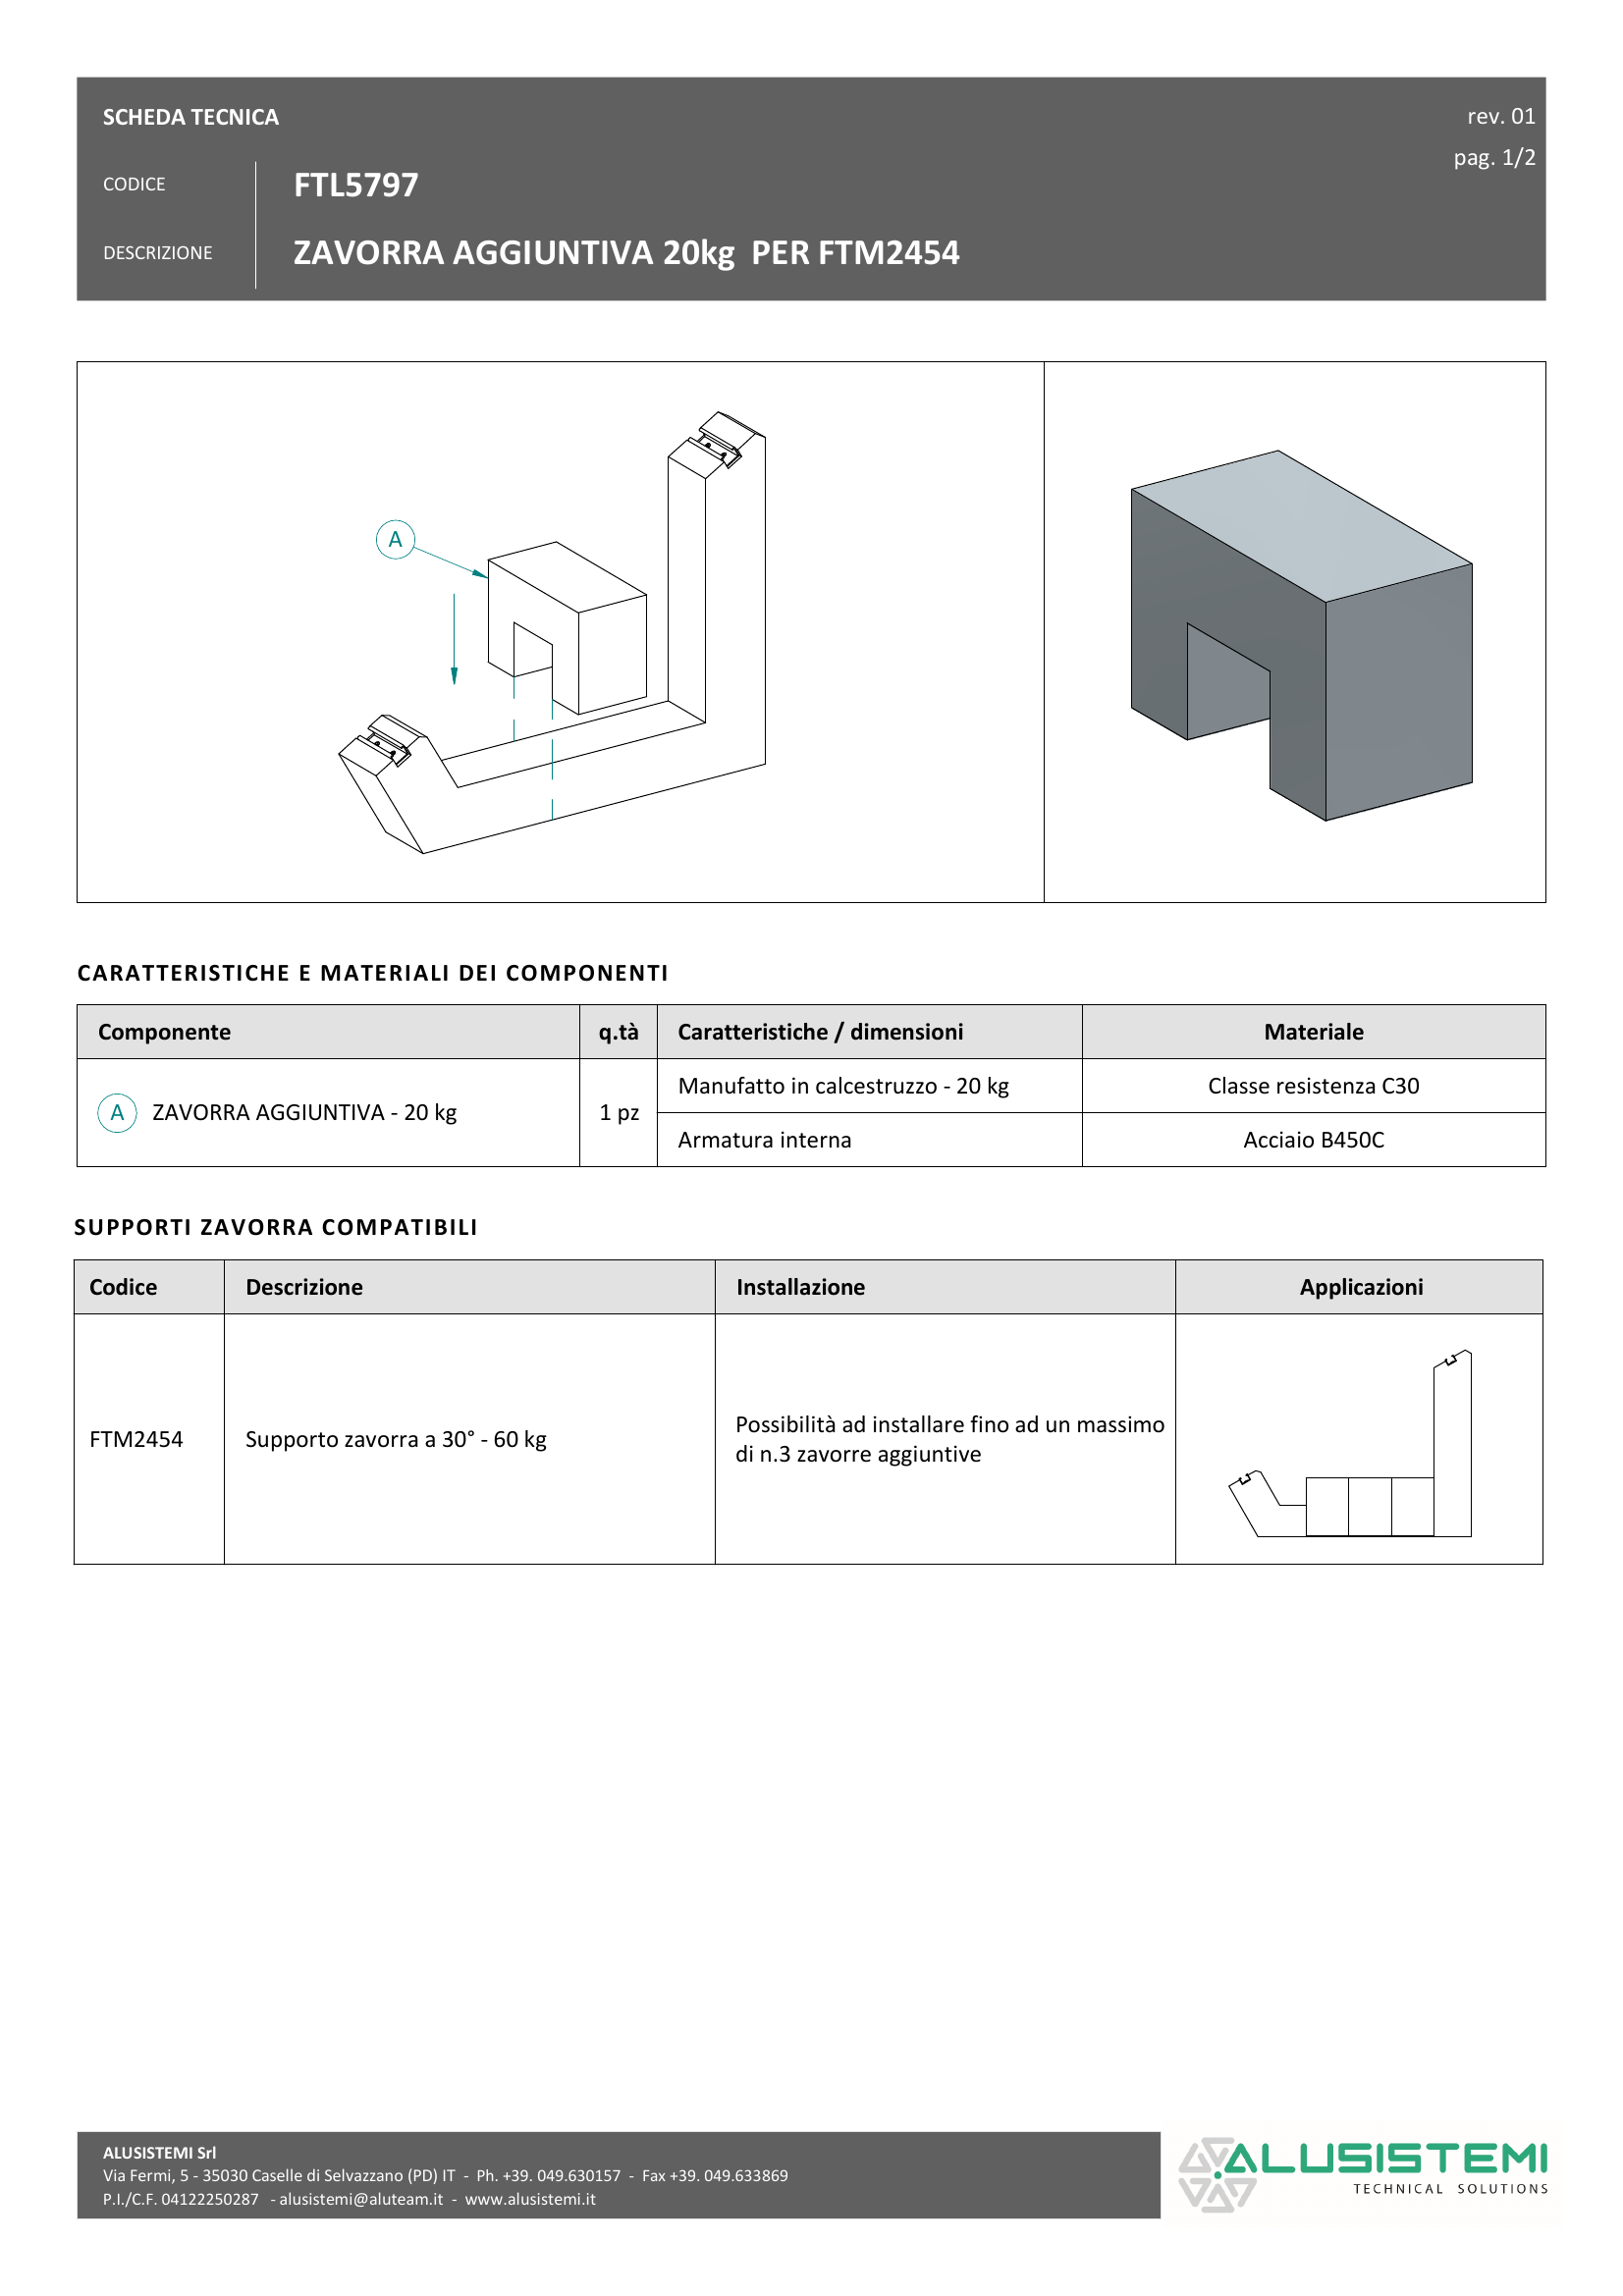 SCHEDA TECNICA
rev. 01
pag. 1/2
CODICE
FTL5797
DESCRIZIONE
ZAVORRA AGGIUNTIVA 20kg  PER FTM2454
A
CARATTERISTICHE E MATERIALI DEI COMPONENTI
Componente q.tà Caratteristiche / dimensioni Materiale
A ZAVORRA AGGIUNTIVA - 20 kg 1 pz
Manufatto in calcestruzzo - 20 kg Classe resistenza C30
Armatura interna Acciaio B450C
SUPPORTI ZAVORRA COMPATIBILI
Codice Descrizione Installazione Applicazioni
FTM2454 Supporto zavorra a 30° - 60 kg
Possibilità ad installare fino ad un massimo
di n.3 zavorre aggiuntive
ALUSISTEMI Srl
Via Fermi, 5 - 35030 Caselle di Selvazzano (PD) IT  -  Ph. +39. 049.630157  -  Fax +39. 049.633869
P.I./C.F. 04122250287   - alusistemi@aluteam.it  -  www.alusistemi.it
ALUSISTEMI
TECHNICAL SOLUTIONS